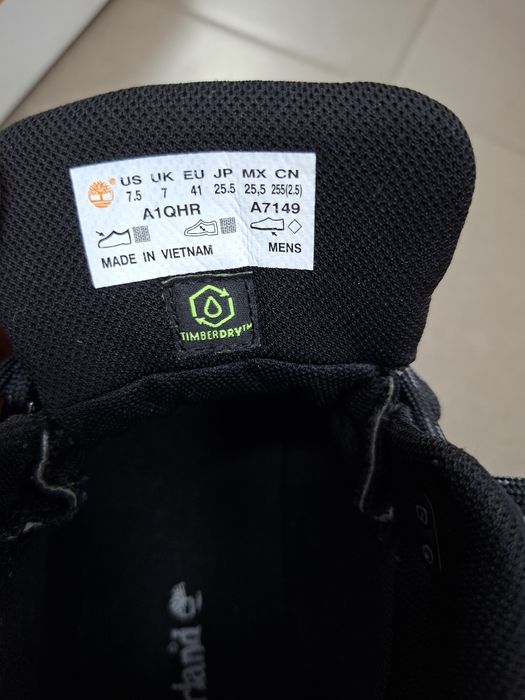 US UK EU JP MX CN
7.5 7 41 25.5 25,5 255(2.5)
A1QHR A7149
MADE IN VIETNAM MENS
TIMBERDRY™